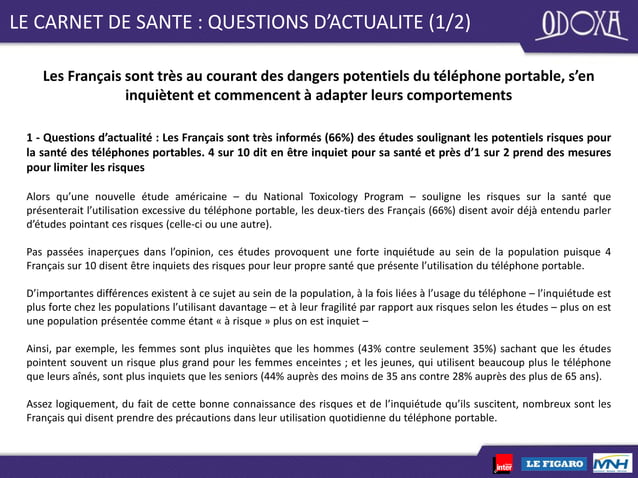 LE CARNET DE SANTE : QUESTIONS D’ACTUALITE (1/2)
ODOXA
Les Français sont très au courant des dangers potentiels du téléphone portable, s’en
inquiètent et commencent à adapter leurs comportements
1 - Questions d’actualité : Les Français sont très informés (66%) des études soulignant les potentiels risques pour
la santé des téléphones portables. 4 sur 10 dit en être inquiet pour sa santé et près d’1 sur 2 prend des mesures
pour limiter les risques
Alors qu’une nouvelle étude américaine – du National Toxicology Program – souligne les risques sur la santé que
présenterait l’utilisation excessive du téléphone portable, les deux-tiers des Français (66%) disent avoir déjà entendu parler
d’études pointant ces risques (celle-ci ou une autre).
Pas passées inaperçues dans l’opinion, ces études provoquent une forte inquiétude au sein de la population puisque 4
Français sur 10 disent être inquiets des risques pour leur propre santé que présente l’utilisation du téléphone portable.
D’importantes différences existent à ce sujet au sein de la population, à la fois liées à l’usage du téléphone – l’inquiétude est
plus forte chez les populations l’utilisant davantage – et à leur fragilité par rapport aux risques selon les études – plus on est
une population présentée comme étant « à risque » plus on est inquiet –
Ainsi, par exemple, les femmes sont plus inquiètes que les hommes (43% contre seulement 35%) sachant que les études
pointent souvent un risque plus grand pour les femmes enceintes ; et les jeunes, qui utilisent beaucoup plus le téléphone
que leurs aînés, sont plus inquiets que les seniors (44% auprès des moins de 35 ans contre 28% auprès des plus de 65 ans).
Assez logiquement, du fait de cette bonne connaissance des risques et de l’inquiétude qu’ils suscitent, nombreux sont les
Français qui disent prendre des précautions dans leur utilisation quotidienne du téléphone portable.
inter
LE FIGARO
MNH